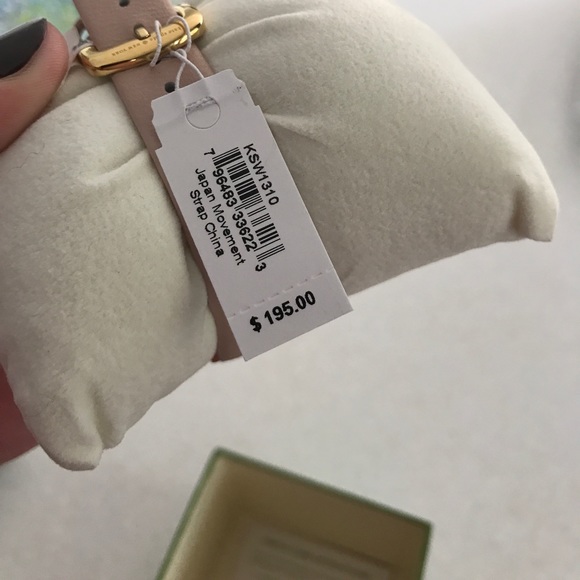 KSW1310
7 96483 33622 3
Japan Movement
Strap China
$ 195.00